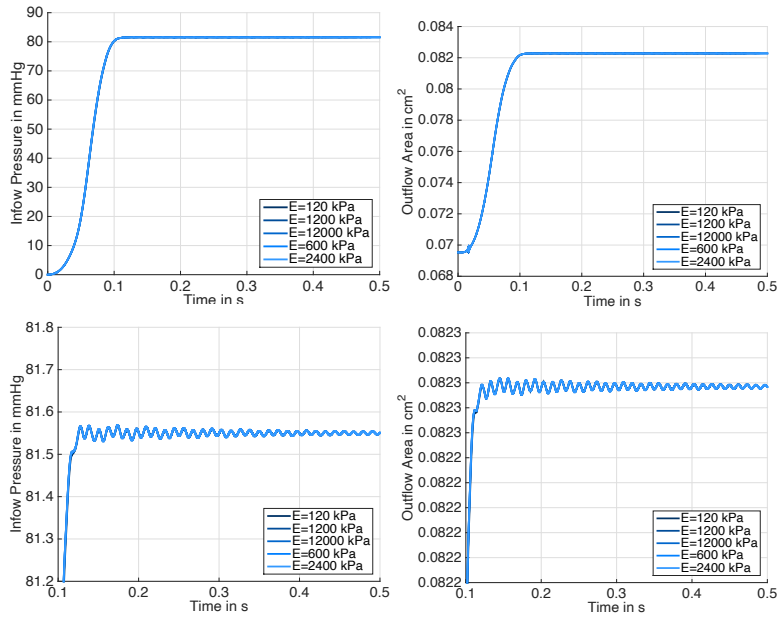 90
80
70
60
50
40
30
20
10
0
Infow Pressure in mmHg
0
0.1
0.2
0.3
0.4
0.5
Time in s
E=120 kPa
E=1200 kPa
E=12000 kPa
E=600 kPa
E=2400 kPa
0.084
0.082
0.08
0.078
0.076
0.074
0.072
0.07
0.068
Outflow Area in cm²
0
0.1
0.2
0.3
0.4
0.5
Time in s
E=120 kPa
E=1200 kPa
E=12000 kPa
E=600 kPa
E=2400 kPa
81.8
81.7
81.6
81.5
81.4
81.3
81.2
Infow Pressure in mmHg
0.1
0.2
0.3
0.4
0.5
Time in s
E=120 kPa
E=1200 kPa
E=12000 kPa
E=600 kPa
E=2400 kPa
0.0823
0.0823
0.0823
0.0823
0.0822
0.0822
0.0822
0.0822
0.0822
0.0822
0.0822
Outflow Area in cm²
0.1
0.2
0.3
0.4
0.5
Time in s
E=120 kPa
E=1200 kPa
E=12000 kPa
E=600 kPa
E=2400 kPa